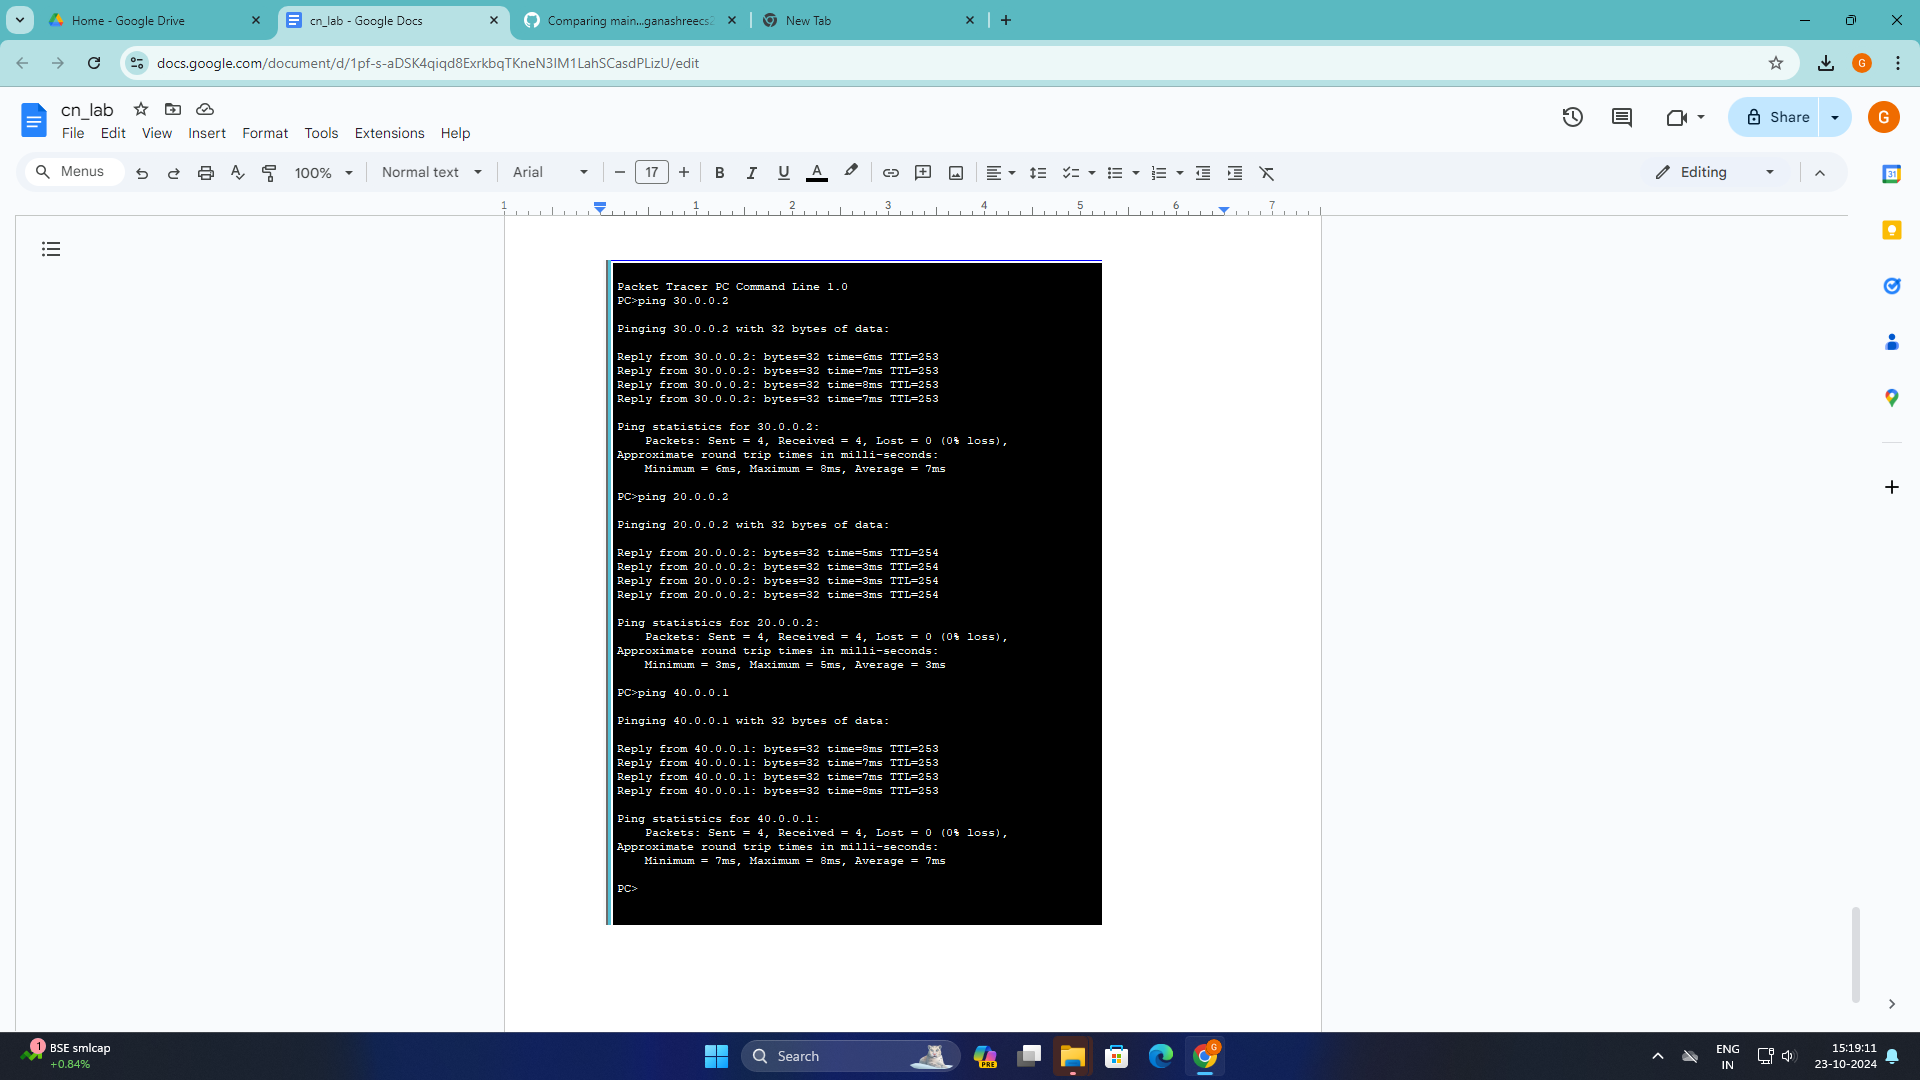 Home - Google Drive
cn_lab - Google Docs
Comparing main...ganashreecs
New Tab
docs.google.com/document/d/1pf-s-aDSK4qiqd8ExrkbqTKneN3IM1LahSCasdPLizU/edit
G
cn_lab
File Edit View Insert Format Tools Extensions Help
Share
G
Menus
100%
Normal text
Arial
17
B I U A
Editing
31
1 1 2 3 4 5 6 7
Packet Tracer PC Command Line 1.0
PC>ping 30.0.0.2
Pinging 30.0.0.2 with 32 bytes of data:
Reply from 30.0.0.2: bytes=32 time=6ms TTL=253
Reply from 30.0.0.2: bytes=32 time=7ms TTL=253
Reply from 30.0.0.2: bytes=32 time=8ms TTL=253
Reply from 30.0.0.2: bytes=32 time=7ms TTL=253
Ping statistics for 30.0.0.2:
Packets: Sent = 4, Received = 4, Lost = 0 (0% loss),
Approximate round trip times in milli-seconds:
Minimum = 6ms, Maximum = 8ms, Average = 7ms
PC>ping 20.0.0.2
Pinging 20.0.0.2 with 32 bytes of data:
Reply from 20.0.0.2: bytes=32 time=5ms TTL=254
Reply from 20.0.0.2: bytes=32 time=3ms TTL=254
Reply from 20.0.0.2: bytes=32 time=3ms TTL=254
Reply from 20.0.0.2: bytes=32 time=3ms TTL=254
Ping statistics for 20.0.0.2:
Packets: Sent = 4, Received = 4, Lost = 0 (0% loss),
Approximate round trip times in milli-seconds:
Minimum = 3ms, Maximum = 5ms, Average = 3ms
PC>ping 40.0.0.1
Pinging 40.0.0.1 with 32 bytes of data:
Reply from 40.0.0.1: bytes=32 time=8ms TTL=253
Reply from 40.0.0.1: bytes=32 time=7ms TTL=253
Reply from 40.0.0.1: bytes=32 time=7ms TTL=253
Reply from 40.0.0.1: bytes=32 time=8ms TTL=253
Ping statistics for 40.0.0.1:
Packets: Sent = 4, Received = 4, Lost = 0 (0% loss),
Approximate round trip times in milli-seconds:
Minimum = 7ms, Maximum = 8ms, Average = 7ms
PC>
1
BSE smlcap
+0.84%
Search
PRE
G
ENG
IN
15:19:11
23-10-2024